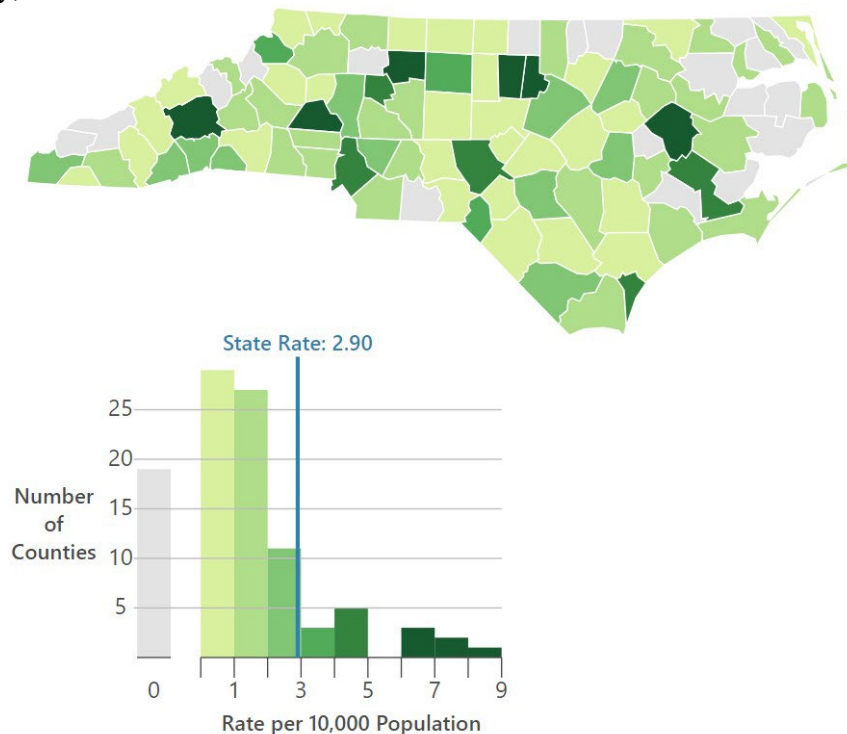 State Rate: 2.90
25
20
15
10
5
Number
of
Counties
0 1 3 5 7 9
Rate per 10,000 Population